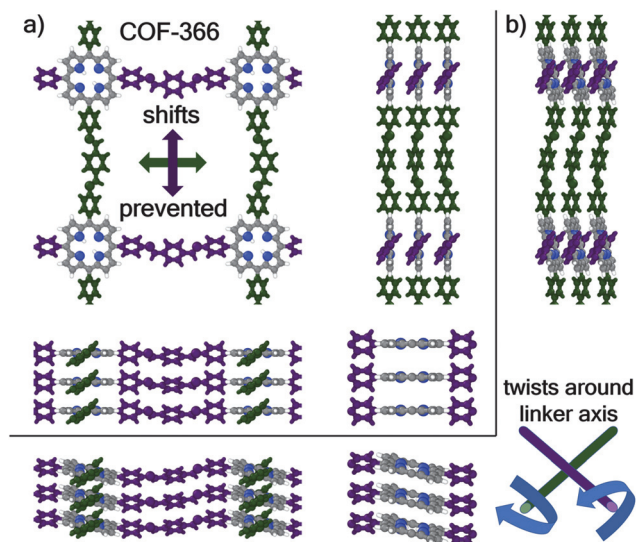 a)
COF-366
b)
shifts
prevented
twists around
linker axis